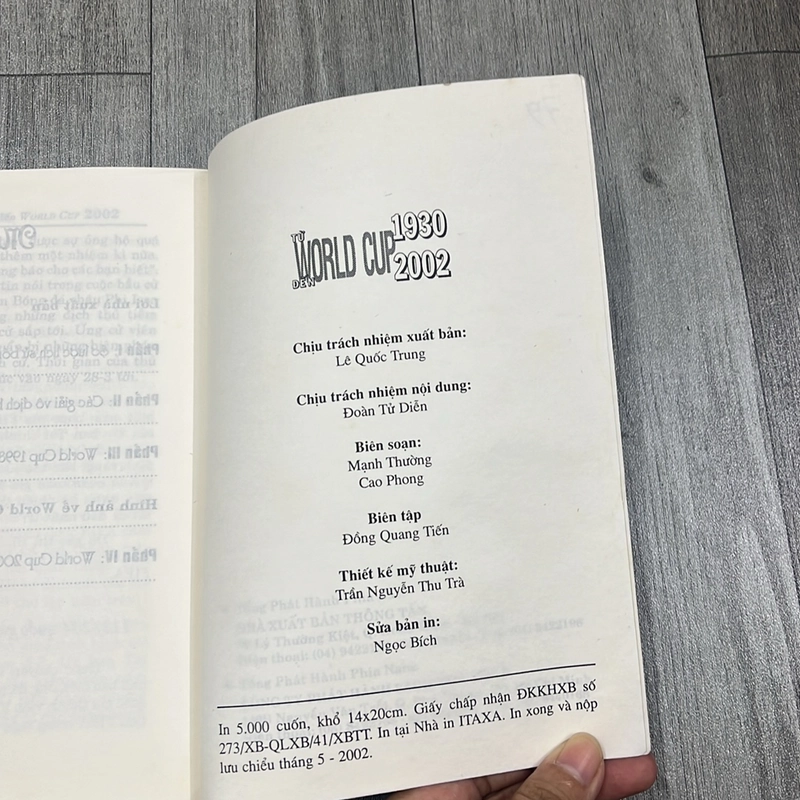 TỪ
WORLD CUP
1930
ĐẾN
2002
Chịu trách nhiệm xuất bản:
Lê Quốc Trung
Chịu trách nhiệm nội dung:
Đoàn Tử Diễn
Biên soạn:
Mạnh Thường
Cao Phong
Biên tập
Đồng Quang Tiến
Thiết kế mỹ thuật:
Trần Nguyễn Thu Trà
Sửa bản in:
Ngọc Bích
In 5.000 cuốn, khổ 14x20cm. Giấy chấp nhận ĐKKHXB số
273/XB-QLXB/41/XBTT. In tại Nhà in ITAXA. In xong và nộp
lưu chiểu tháng 5 - 2002.